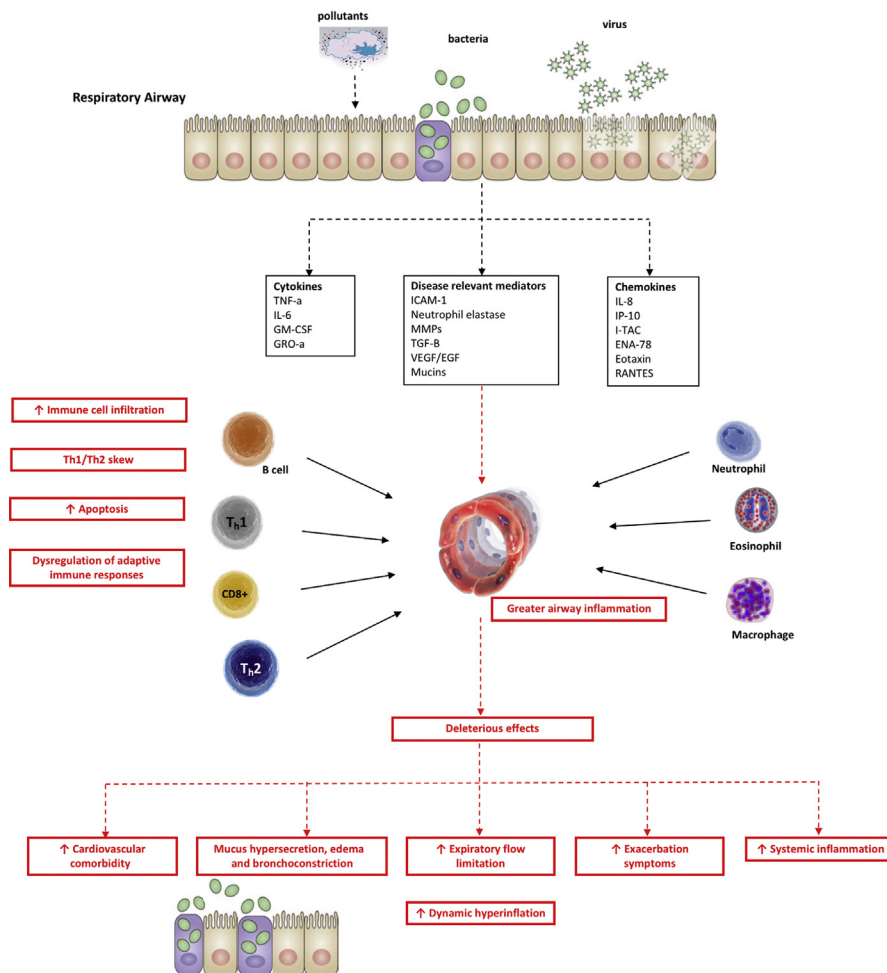 pollutants
bacteria
virus
Respiratory Airway
Cytokines
TNF-a
IL-6
GM-CSF
GRO-a
Disease relevant mediators
ICAM-1
Neutrophil elastase
MMPs
TGF-B
VEGF/EGF
Mucins
Chemokines
IL-8
IP-10
I-TAC
ENA-78
Eotaxin
RANTES
↑ Immune cell infiltration
Th1/Th2 skew
↑ Apoptosis
Dysregulation of adaptive
immune responses
B cell
Th1
CD8+
Th2
Neutrophil
Eosinophil
Macrophage
Greater airway inflammation
Deleterious effects
↑ Cardiovascular
comorbidity
Mucus hypersecretion, edema
and bronchoconstriction
↑ Expiratory flow
limitation
↑ Exacerbation
symptoms
↑ Systemic inflammation
↑ Dynamic hyperinflation